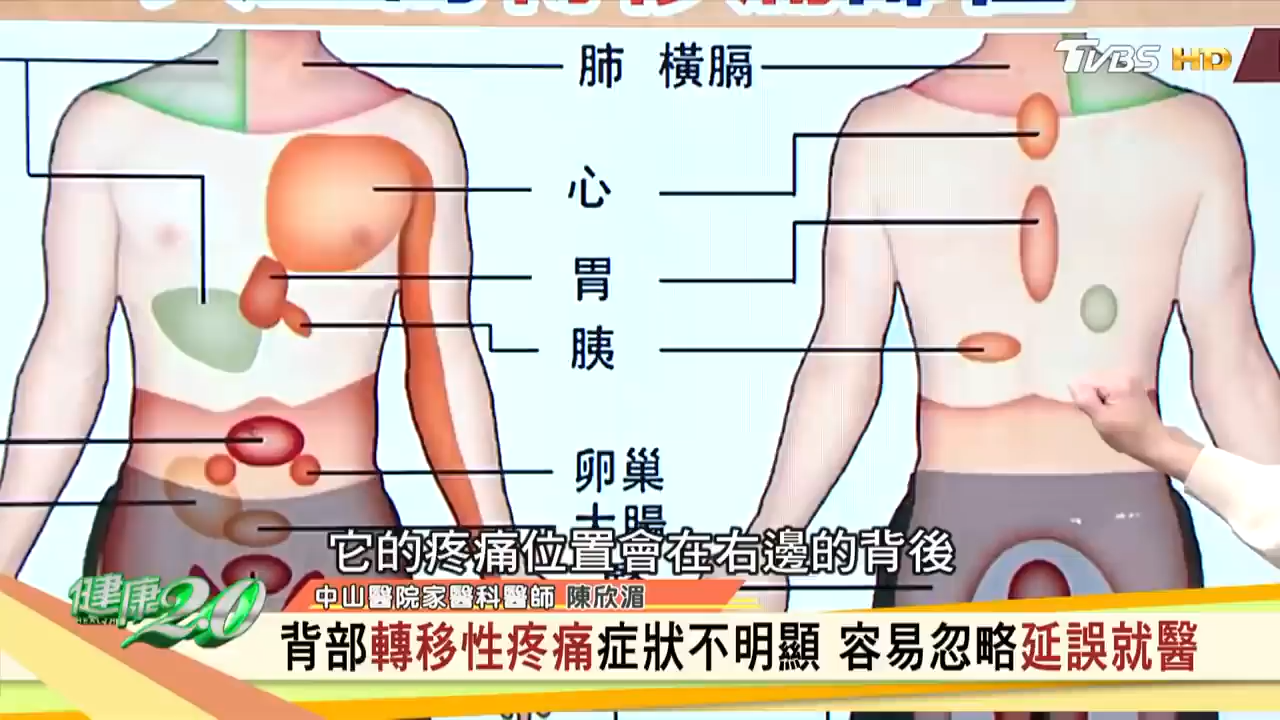 TVBS HD
肺 橫膈
心
胃
胰
卵巢
大腸
它的疼痛位置會在右邊的背後
健康2.0
HEALTH
中山醫院家醫科醫師 陳欣湄
背部轉移性疼痛症狀不明顯 容易忽略延誤就醫